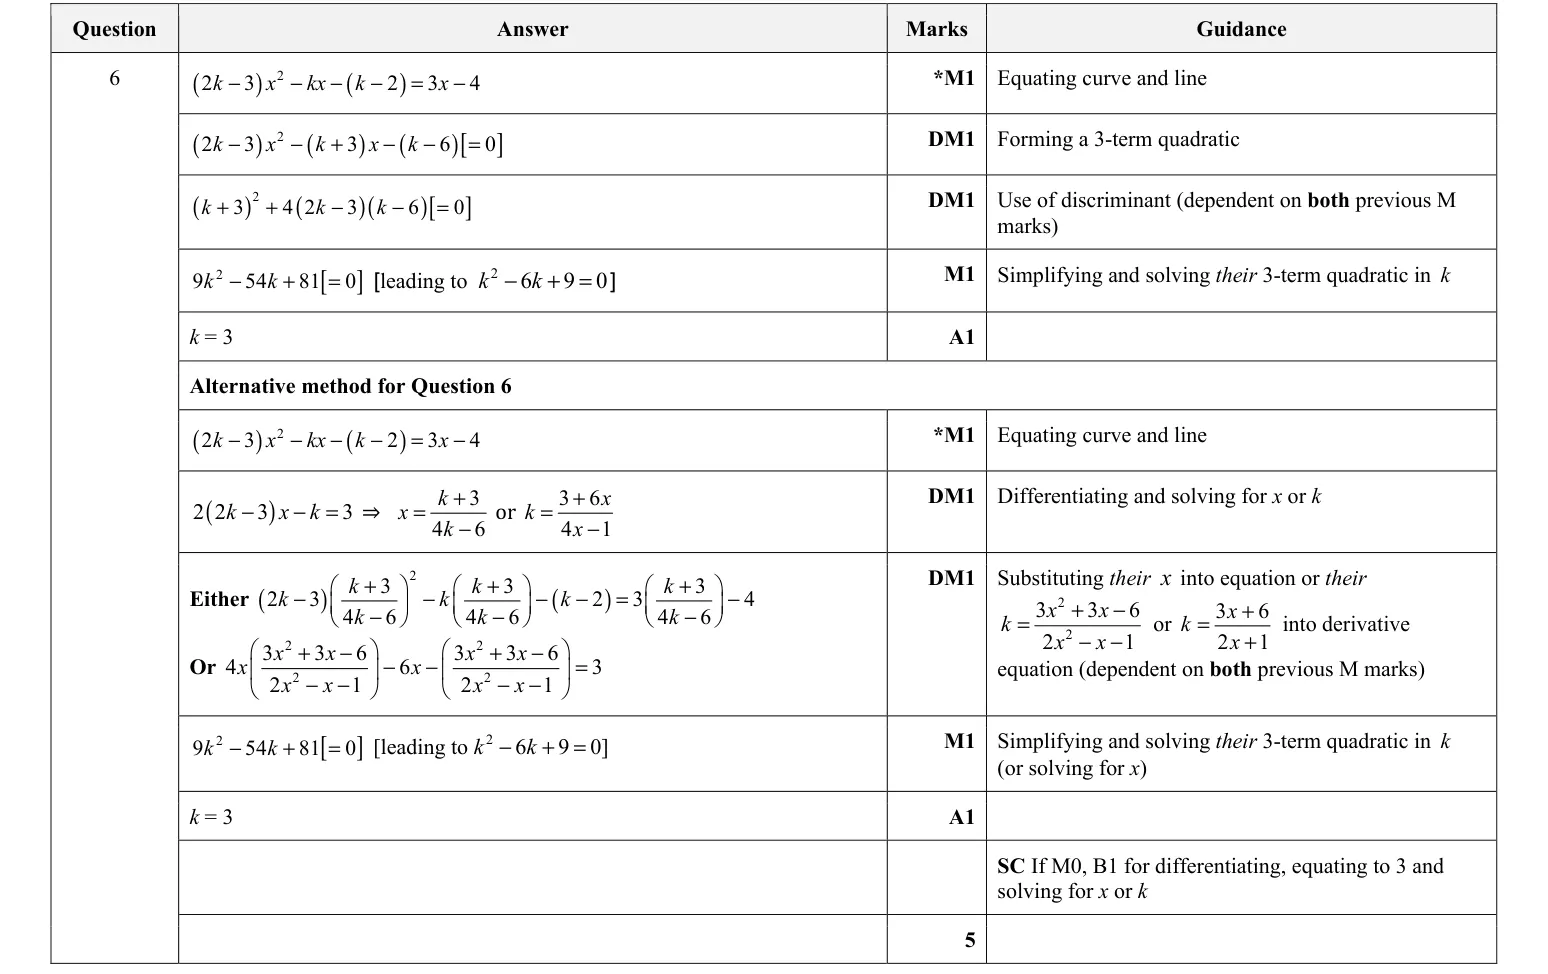 Question Answer Marks Guidance
6 (2k − 3)x² − kx − (k − 2) = 3x − 4 *M1 Equating curve and line
(2k − 3)x² − (k + 3)x − (k − 6)[= 0] DM1 Forming a 3-term quadratic
(k + 3)² + 4(2k − 3)(k − 6)[= 0] DM1 Use of discriminant (dependent on both previous M
marks)
9k² − 54k + 81[= 0] [leading to k² − 6k + 9 = 0] M1 Simplifying and solving their 3-term quadratic in k
k = 3 A1
Alternative method for Question 6
(2k − 3)x² − kx − (k − 2) = 3x − 4 *M1 Equating curve and line
2(2k − 3)x − k = 3 ⇒ x = (k + 3)/(4k − 6) or k = (3 + 6x)/(4x − 1) DM1 Differentiating and solving for x or k
Either (2k − 3)((k + 3)/(4k − 6))² − k((k + 3)/(4k − 6)) − (k − 2) = 3((k + 3)/(4k − 6)) − 4 DM1 Substituting their x into equation or their
k = (3x² + 3x − 6)/(2x² − x − 1) or k = (3x + 6)/(2x + 1) into derivative
Or 4x((3x² + 3x − 6)/(2x² − x − 1)) − 6x − ((3x² + 3x − 6)/(2x² − x − 1)) = 3 equation (dependent on both previous M marks)
9k² − 54k + 81[= 0] [leading to k² − 6k + 9 = 0] M1 Simplifying and solving their 3-term quadratic in k
(or solving for x)
k = 3 A1
SC If M0, B1 for differentiating, equating to 3 and
solving for x or k
5